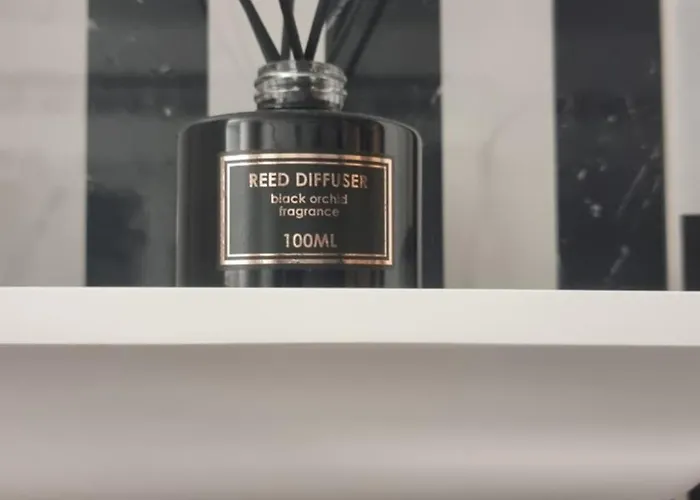 REED DIFFUSER
black orchid
fragrance
100ML